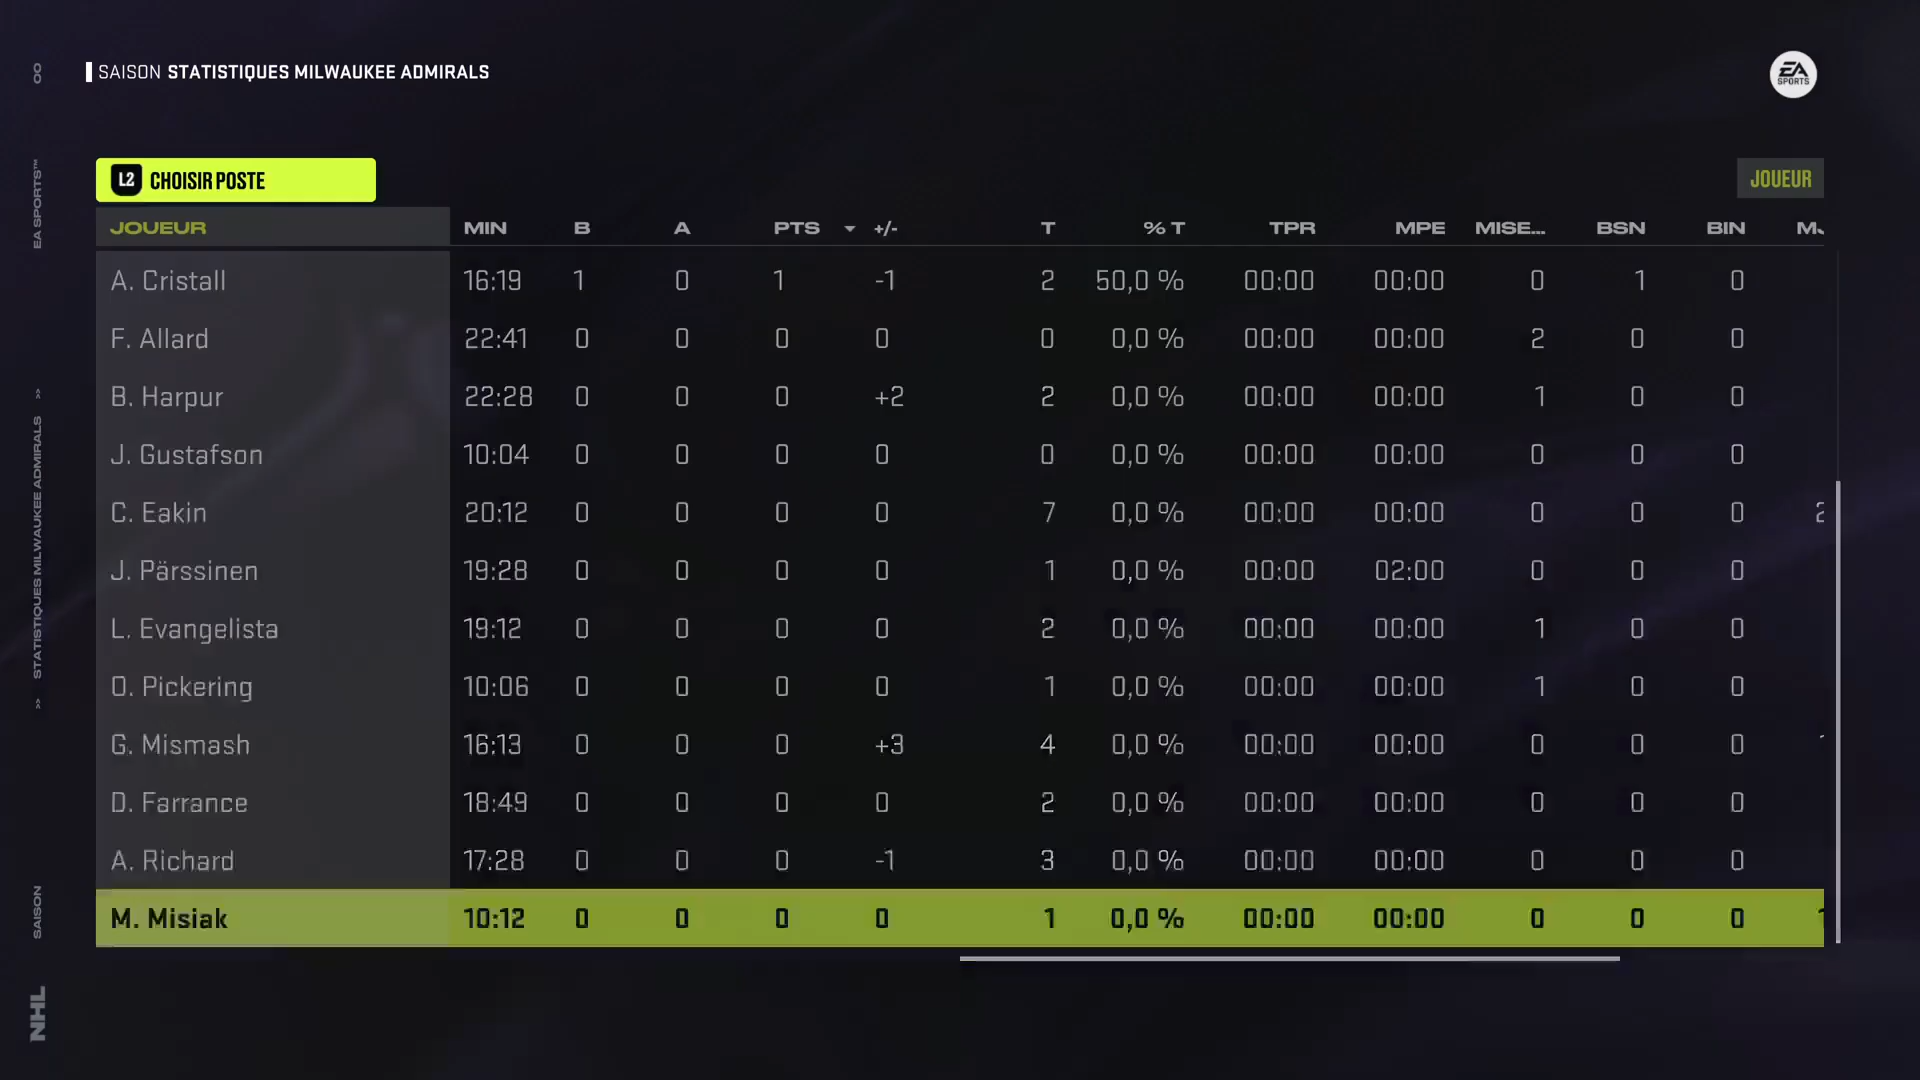 SAISON STATISTIQUES MILWAUKEE ADMIRALS
EA SPORTS
L2 CHOISIR POSTE
JOUEUR
JOUEUR MIN B A PTS +/- T % T TPR MPE MISE... BSN BIN
A. Cristall 16:19 1 0 1 -1 2 50,0 % 00:00 00:00 0 1 0
F. Allard 22:41 0 0 0 0 0 0,0 % 00:00 00:00 2 0 0
B. Harpur 22:28 0 0 0 +2 2 0,0 % 00:00 00:00 1 0 0
J. Gustafson 10:04 0 0 0 0 0 0,0 % 00:00 00:00 0 0 0
C. Eakin 20:12 0 0 0 0 7 0,0 % 00:00 00:00 0 0 0
J. Pärssinen 19:28 0 0 0 0 1 0,0 % 00:00 02:00 0 0 0
L. Evangelista 19:12 0 0 0 0 2 0,0 % 00:00 00:00 1 0 0
O. Pickering 10:06 0 0 0 0 1 0,0 % 00:00 00:00 1 0 0
G. Mismash 16:13 0 0 0 +3 4 0,0 % 00:00 00:00 0 0 0
D. Farrance 18:49 0 0 0 0 2 0,0 % 00:00 00:00 0 0 0
A. Richard 17:28 0 0 0 -1 3 0,0 % 00:00 00:00 0 0 0
M. Misiak 10:12 0 0 0 0 1 0,0 % 00:00 00:00 0 0 0
NHL SAISON >> STATISTIQUES MILWAUKEE ADMIRALS >> EA SPORTS™